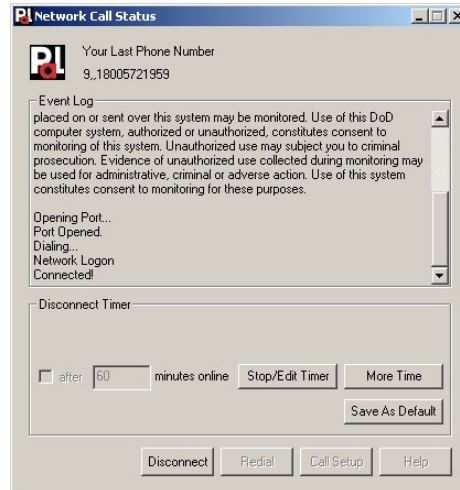 PdL Network Call Status
PdL
Your Last Phone Number
9,,18005721959
Event Log
placed on or sent over this system may be monitored. Use of this DoD
computer system, authorized or unauthorized, constitutes consent to
monitoring of this system. Unauthorized use may subject you to criminal
prosecution. Evidence of unauthorized use collected during monitoring may
be used for administrative, criminal or adverse action. Use of this system
constitutes consent to monitoring for these purposes.
Opening Port...
Port Opened.
Dialing...
Network Logon
Connected!
Disconnect Timer
after 60 minutes online Stop/Edit Timer More Time
Save As Default
Disconnect Redial Call Setup Help